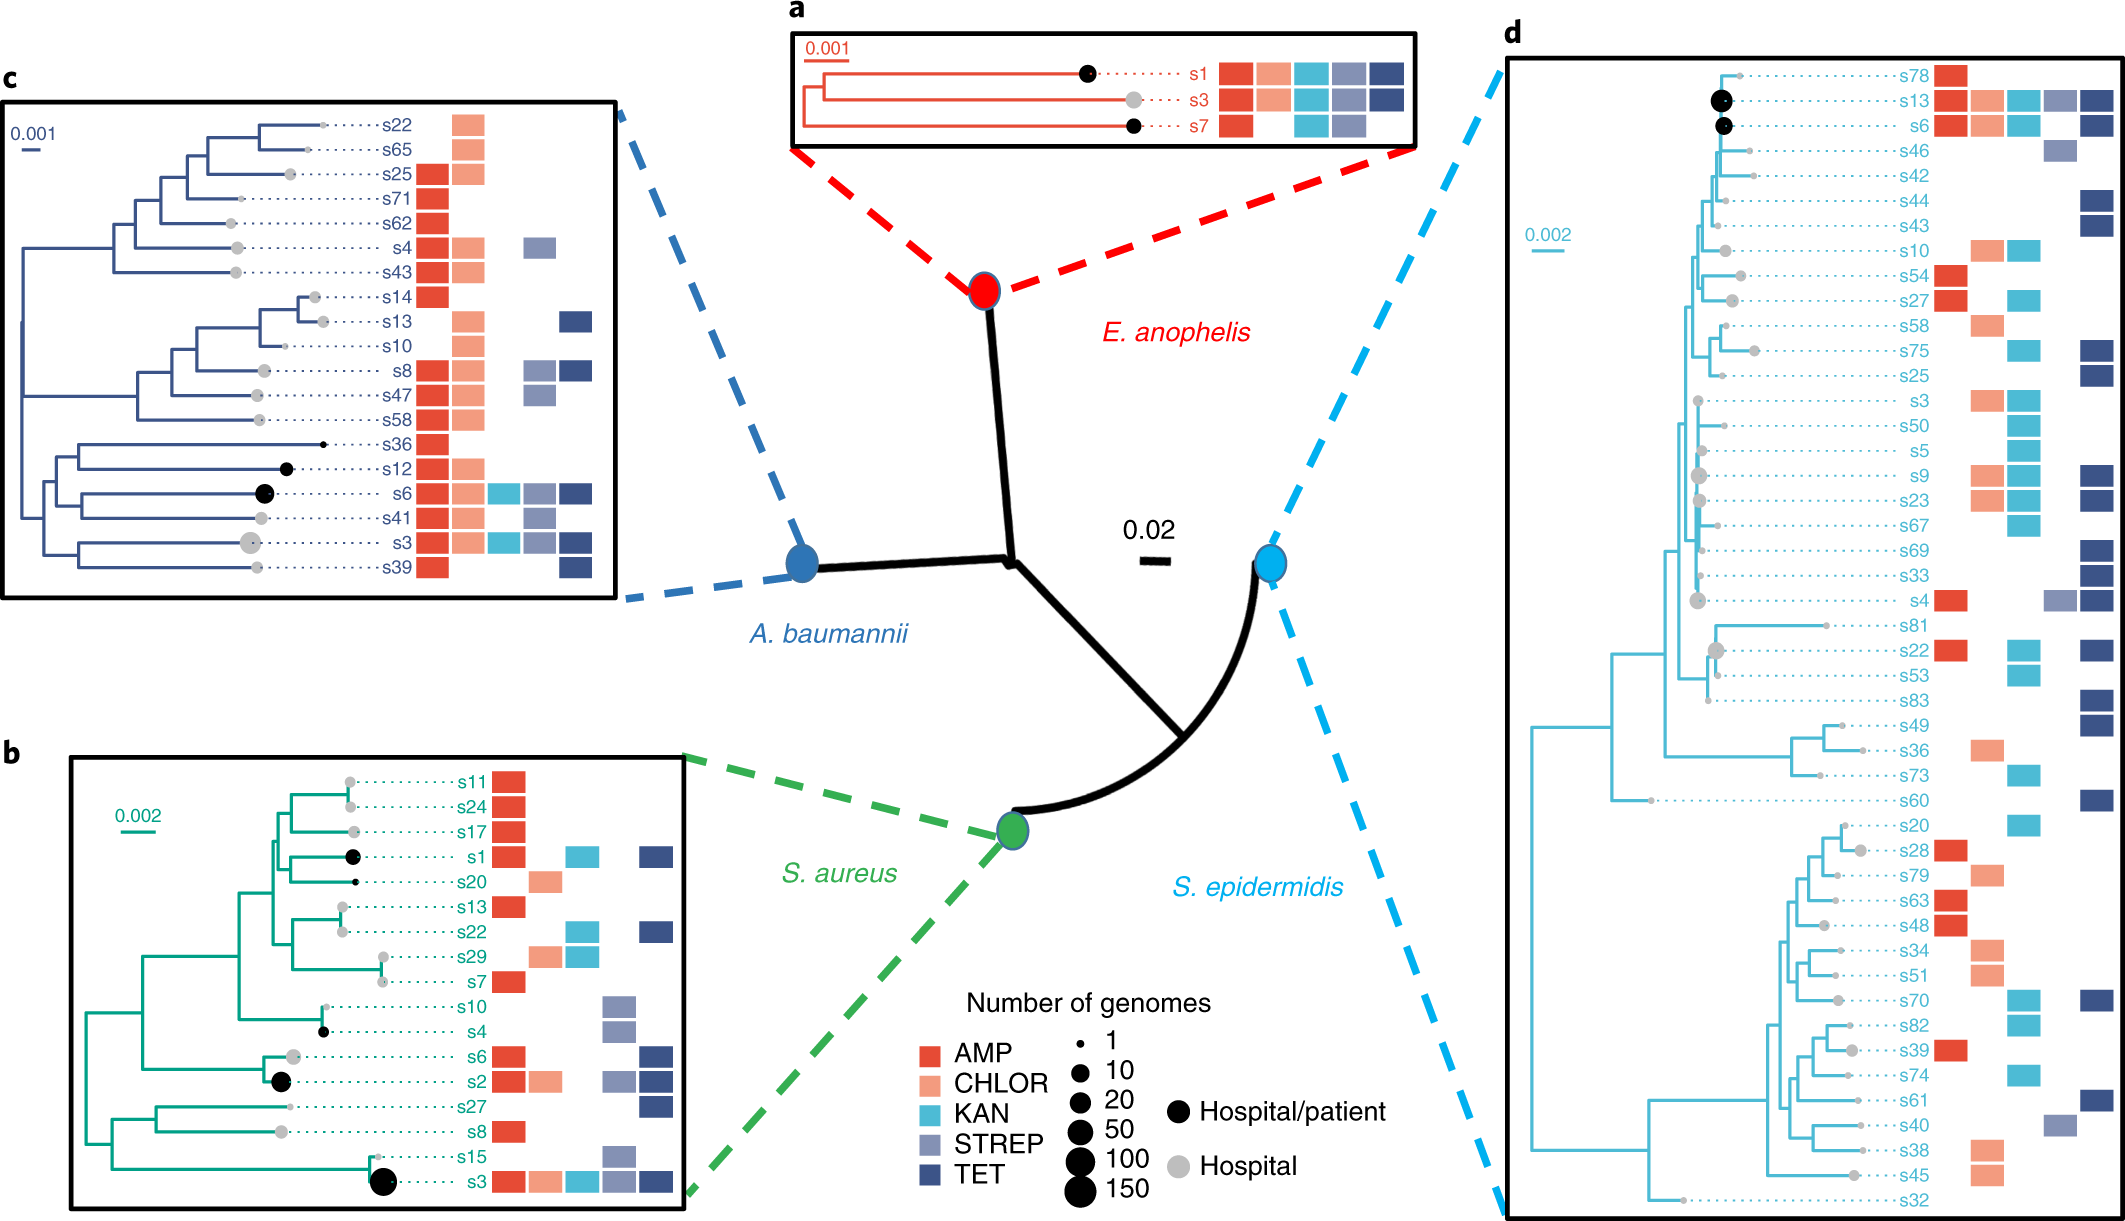 a
0.001
s1
s3
s7
c
0.001
s22
s65
s25
s71
s62
s4
s43
s14
s13
s10
s8
s47
s58
s36
s12
s6
s41
s3
s39
b
0.002
s11
s24
s17
s1
s20
s13
s22
s29
s7
s10
s4
s6
s2
s27
s8
s15
s3
E. anophelis
0.02
A. baumannii
S. aureus
S. epidermidis
Number of genomes
AMP
CHLOR
KAN
STREP
TET
1
10
20
50
100
150
Hospital/patient
Hospital
d
0.002
s78
s13
s6
s46
s42
s44
s43
s10
s54
s27
s58
s75
s25
s3
s50
s5
s9
s23
s67
s69
s33
s4
s81
s22
s53
s83
s49
s36
s73
s60
s20
s28
s79
s63
s48
s34
s51
s70
s82
s39
s74
s61
s40
s38
s45
s32